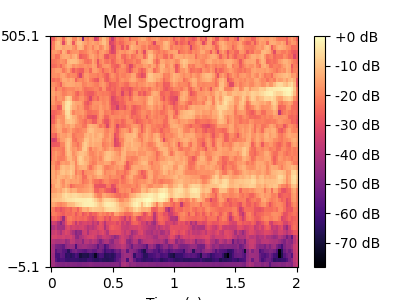 Mel Spectrogram
505.1
-5.1
0
0.5
1
1.5
2
+0 dB
-10 dB
-20 dB
-30 dB
-40 dB
-50 dB
-60 dB
-70 dB